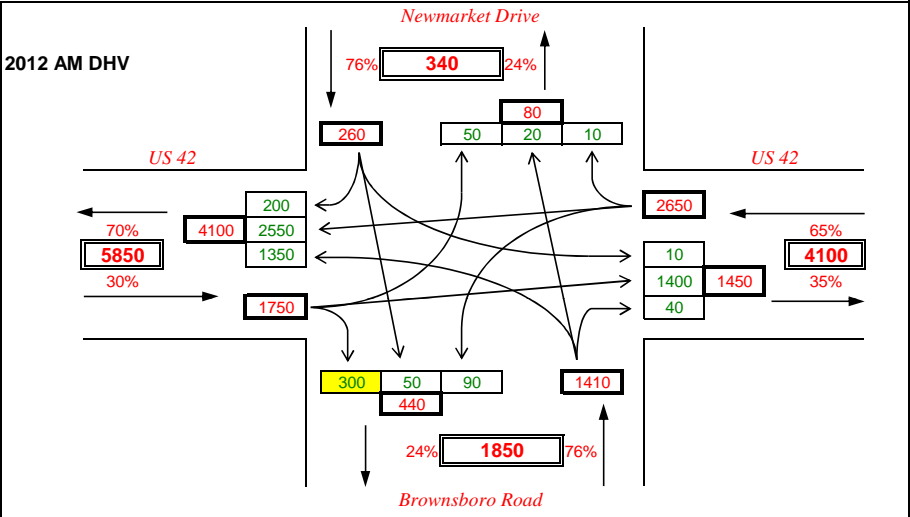 Newmarket Drive
2012 AM DHV
76% 340 24%
80
260 50 20 10
US 42 US 42
200 2650
70% 4100 2550 65%
5850 1350 10 4100
30% 1400 1450 35%
1750 40
300 50 90 1410
440
24% 1850 76%
Brownsboro Road